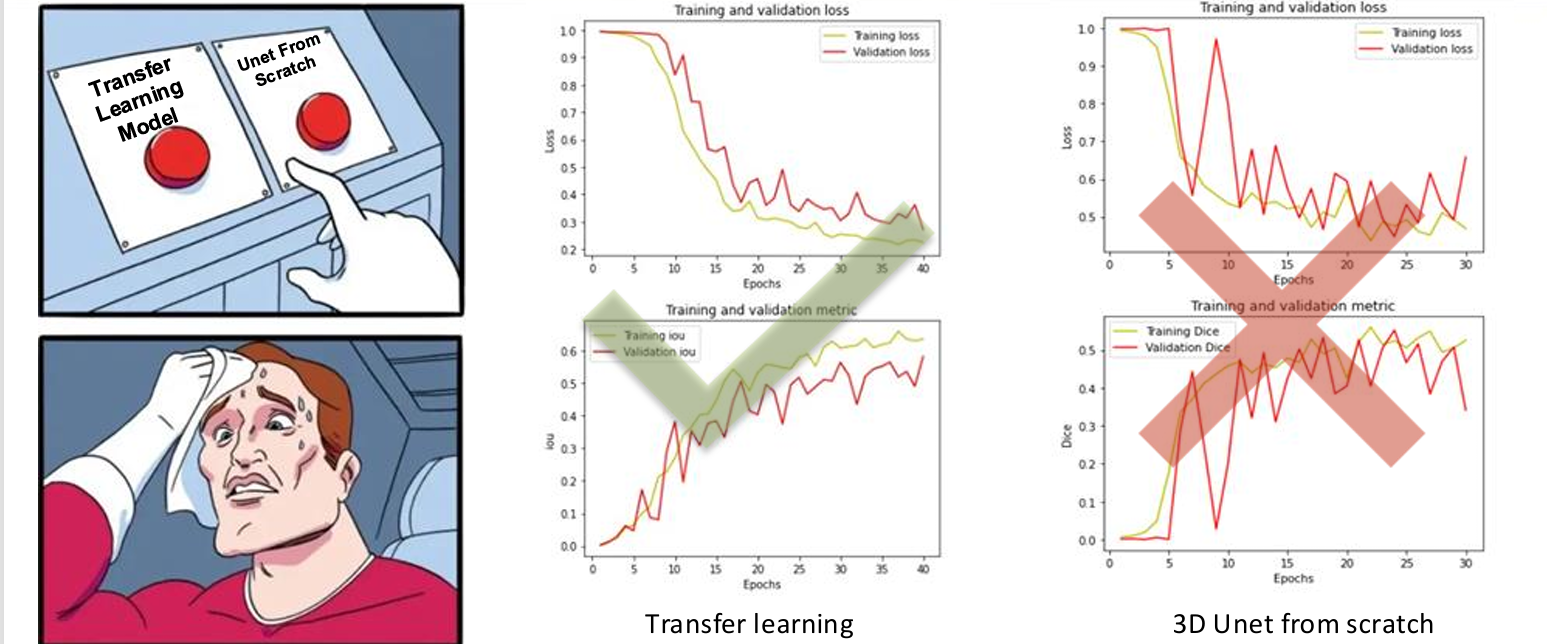 Transfer
Learning
Model
Unet From
Scratch
Training and validation loss
Training loss
Validation loss
Loss
1.0
0.9
0.8
0.7
0.6
0.5
0.4
0.3
0.2
0 5 10 15 20 25 30 35 40
Epochs
Training and validation metric
Training iou
Validation iou
iou
0.6
0.5
0.4
0.3
0.2
0.1
0.0
0 5 10 15 20 25 30 35 40
Epochs
Transfer learning
Training and validation loss
Training loss
Validation loss
Loss
1.0
0.9
0.8
0.7
0.6
0.5
0 5 10 15 20 25 30
Epochs
Training and validation metric
Training Dice
Validation Dice
Dice
0.5
0.4
0.3
0.2
0.1
0.0
0 5 10 15 20 25 30
Epochs
3D Unet from scratch